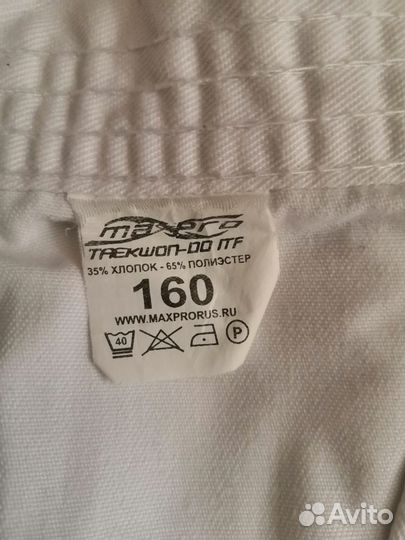 maxpro
TAEKWON-DO ITF
35% ХЛОПОК - 65% ПОЛИЭСТЕР
160
WWW.MAXPRORUS.RU
40 P
Avito